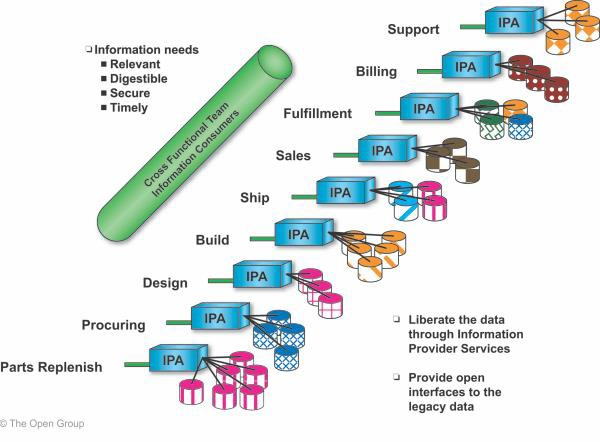 Support
IPA
❑ Information needs
■ Relevant
■ Digestible
■ Secure
■ Timely
Billing
IPA
Fulfillment
IPA
Cross Functional Team
Information Consumers
Sales
IPA
Ship
IPA
Build
IPA
Design
IPA
Procuring
IPA
❑ Liberate the data
through Information
Provider Services
Parts Replenish
IPA
❑ Provide open
interfaces to the
legacy data
© The Open Group